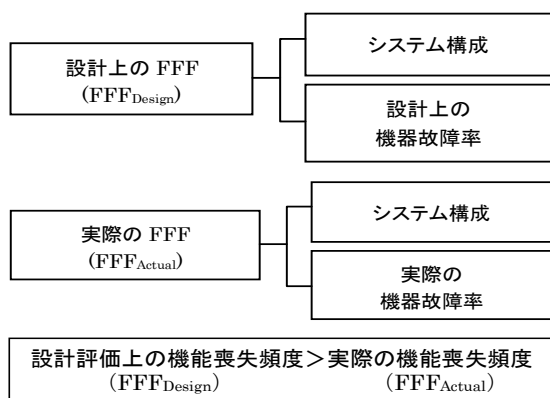 設計上の FFF
(FFFDesign)
システム構成
設計上の
機器故障率
実際の FFF
(FFFActual)
システム構成
実際の
機器故障率
設計評価上の機能喪失頻度＞実際の機能喪失頻度
（FFFDesign） （FFFActual）